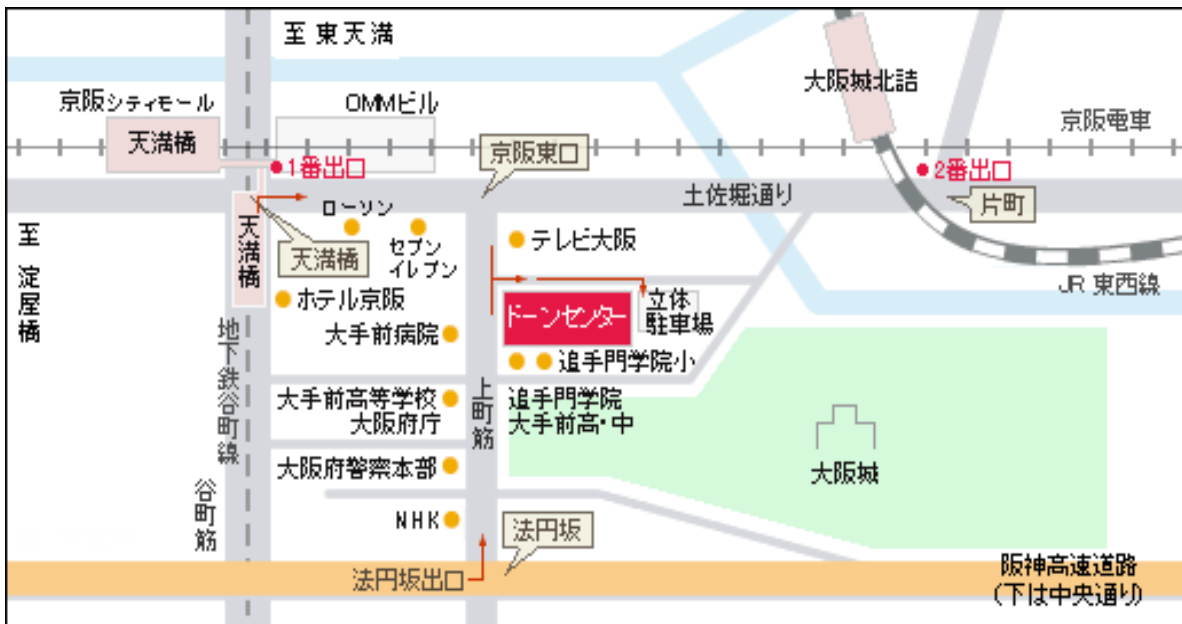 至 東天満
大阪城北詰
京阪シティモール
OMMビル
京阪電車
天満橋
京阪東口
1番出口
2番出口
土佐堀通り
片町
ローソン
天満橋
天満橋
セブン
イレブン
テレビ大阪
至 淀屋橋
JR 東西線
ホテル京阪
ドーンセンター
立体
駐車場
大手前病院
追手門学院小
地下鉄谷町線
上町筋
大手前高等学校
大阪府庁
追手門学院
大手前高・中
大阪府警察本部
大阪城
谷町筋
NHK
法円坂
法円坂出口
阪神高速道路
(下は中央通り)